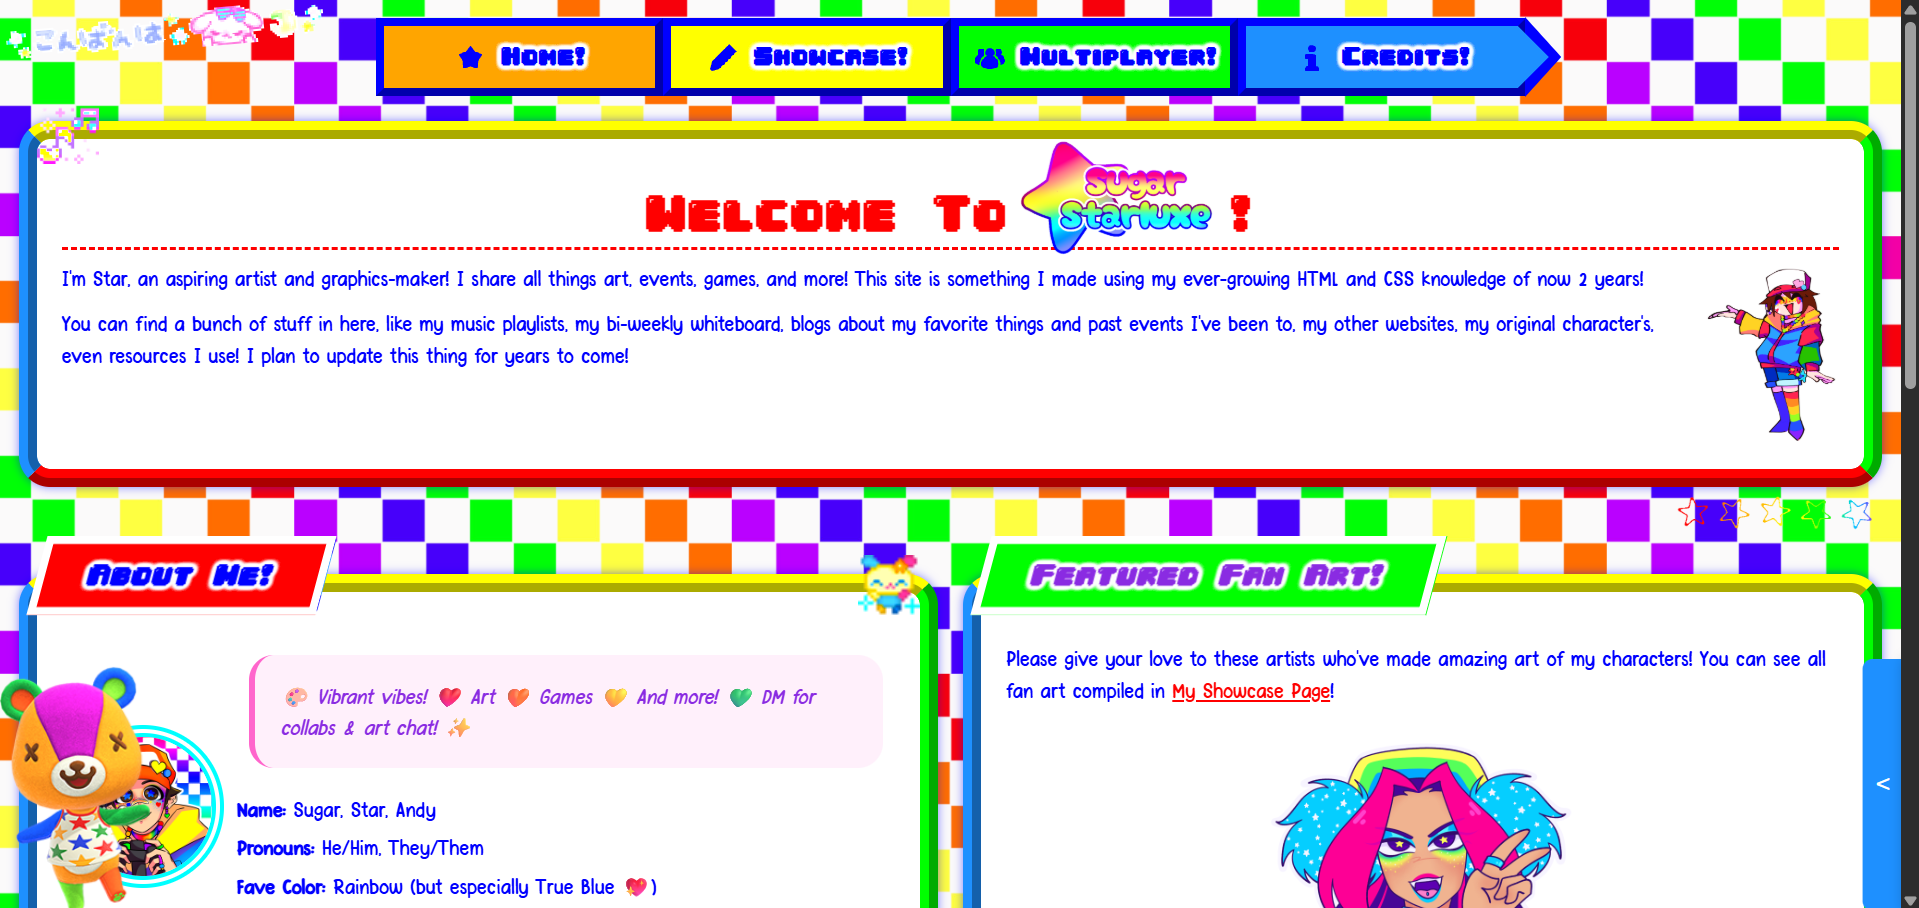 こんばんは
Home!
Showcase!
Multiplayer!
Credits!
Welcome To Sugar Starluxe !
I'm Star, an aspiring artist and graphics-maker! I share all things art, events, games, and more! This site is something I made using my ever-growing HTML and CSS knowledge of now 2 years!
You can find a bunch of stuff in here, like my music playlists, my bi-weekly whiteboard, blogs about my favorite things and past events I've been to, my other websites, my original character's,
even resources I use! I plan to update this thing for years to come!
About Me!
🎨 Vibrant vibes! ❤️ Art 🧡 Games 💛 And more! 💚 DM for
collabs & art chat! ✨
Name: Sugar, Star, Andy
Pronouns: He/Him, They/Them
Fave Color: Rainbow (but especially True Blue 💖)
Featured Fan Art!
Please give your love to these artists who've made amazing art of my characters! You can see all
fan art compiled in My Showcase Page!
<